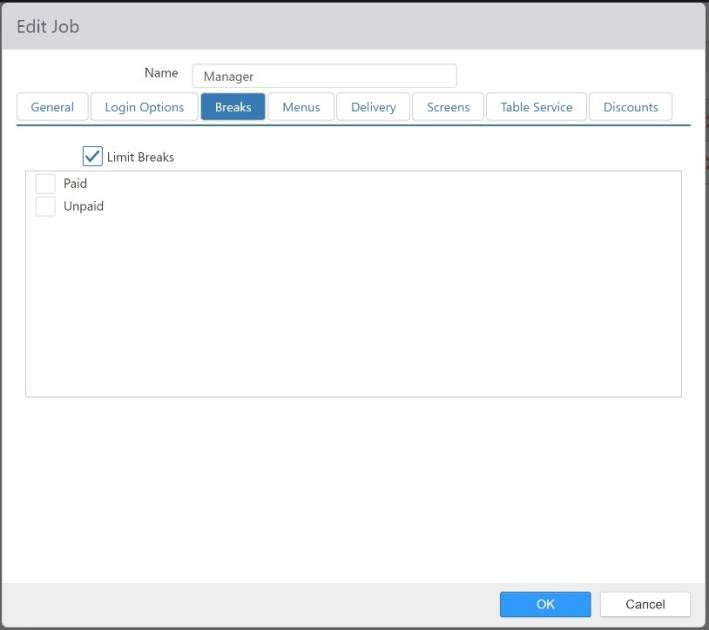 Edit Job
Name Manager
General Login Options Breaks Menus Delivery Screens Table Service Discounts
Limit Breaks
Paid
Unpaid
OK Cancel